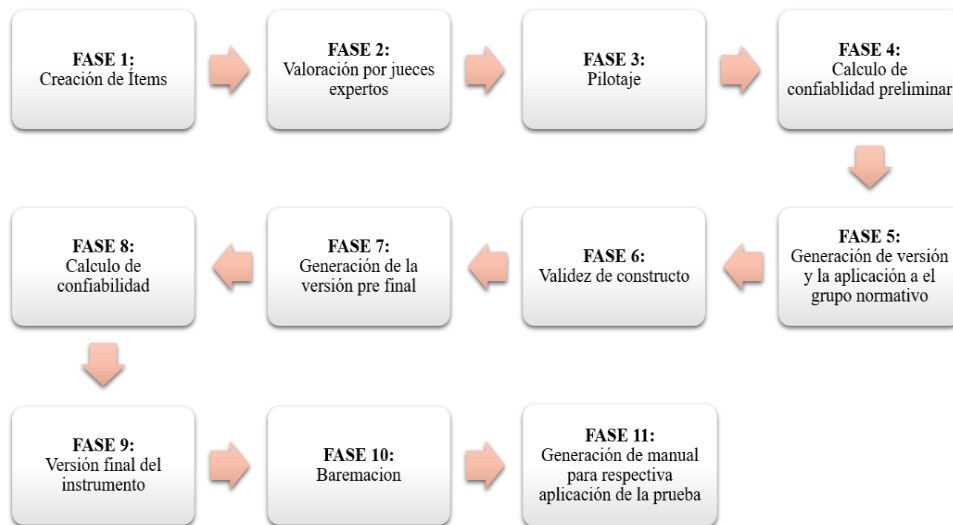 FASE 1:
Creación de Ítems
FASE 2:
Valoración por jueces
expertos
FASE 3:
Pilotaje
FASE 4:
Calculo de
confiablidad preliminar
FASE 5:
Generación de versión
y la aplicación a el
grupo normativo
FASE 6:
Validez de constructo
FASE 7:
Generación de la
versión pre final
FASE 8:
Calculo de
confiabilidad
FASE 9:
Versión final del
instrumento
FASE 10:
Baremacion
FASE 11:
Generación de manual
para respectiva
aplicación de la prueba